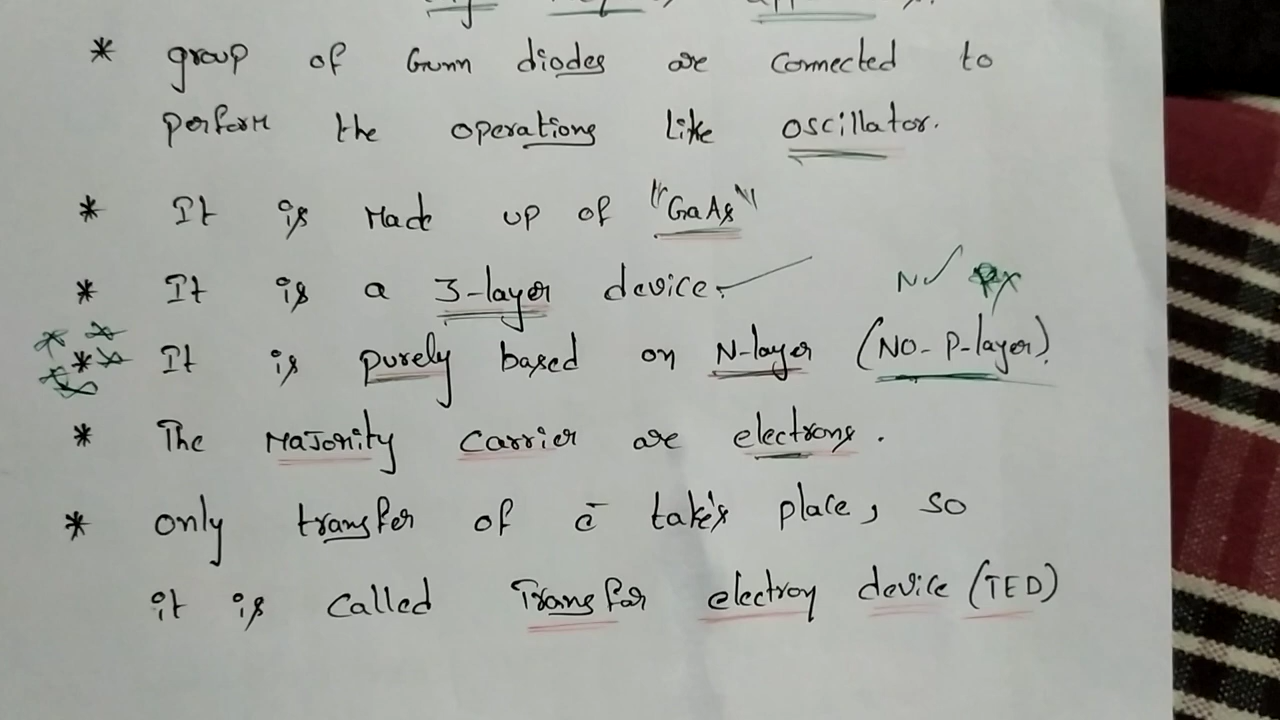 * group of Gunn diodes are connected to
perform the operations like oscillator.
* It is Made up of "GaAs"
* It is a 3-layer device. N✓ Px
* It is purely based on N-layer (NO-P-layer).
* The Majority carrier are electrons.
* only transfer of ē take's place, so
it is called Transfer electron device (TED)